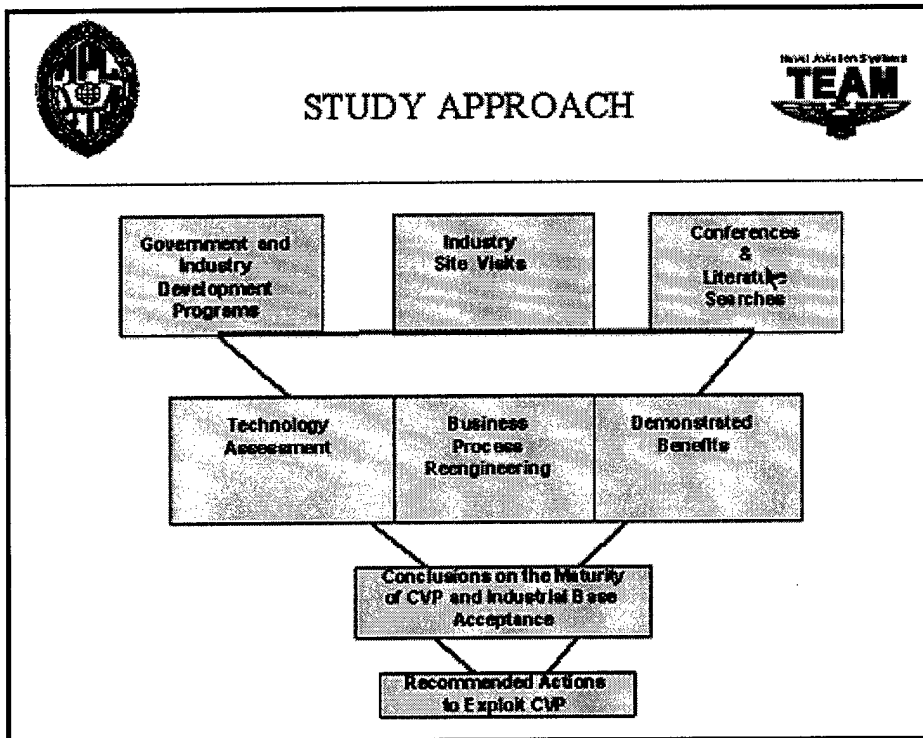 Naval Aviation Systems
TEAM
STUDY APPROACH
Government and
Industry
Development
Programs
Industry
Site Visits
Conferences
&
Literature
Searches
Technology
Assessment
Business
Process
Reengineering
Demonstrated
Benefits
Conclusions on the Maturity
of CVP and Industrial Base
Acceptance
Recommended Actions
to Exploit CVP